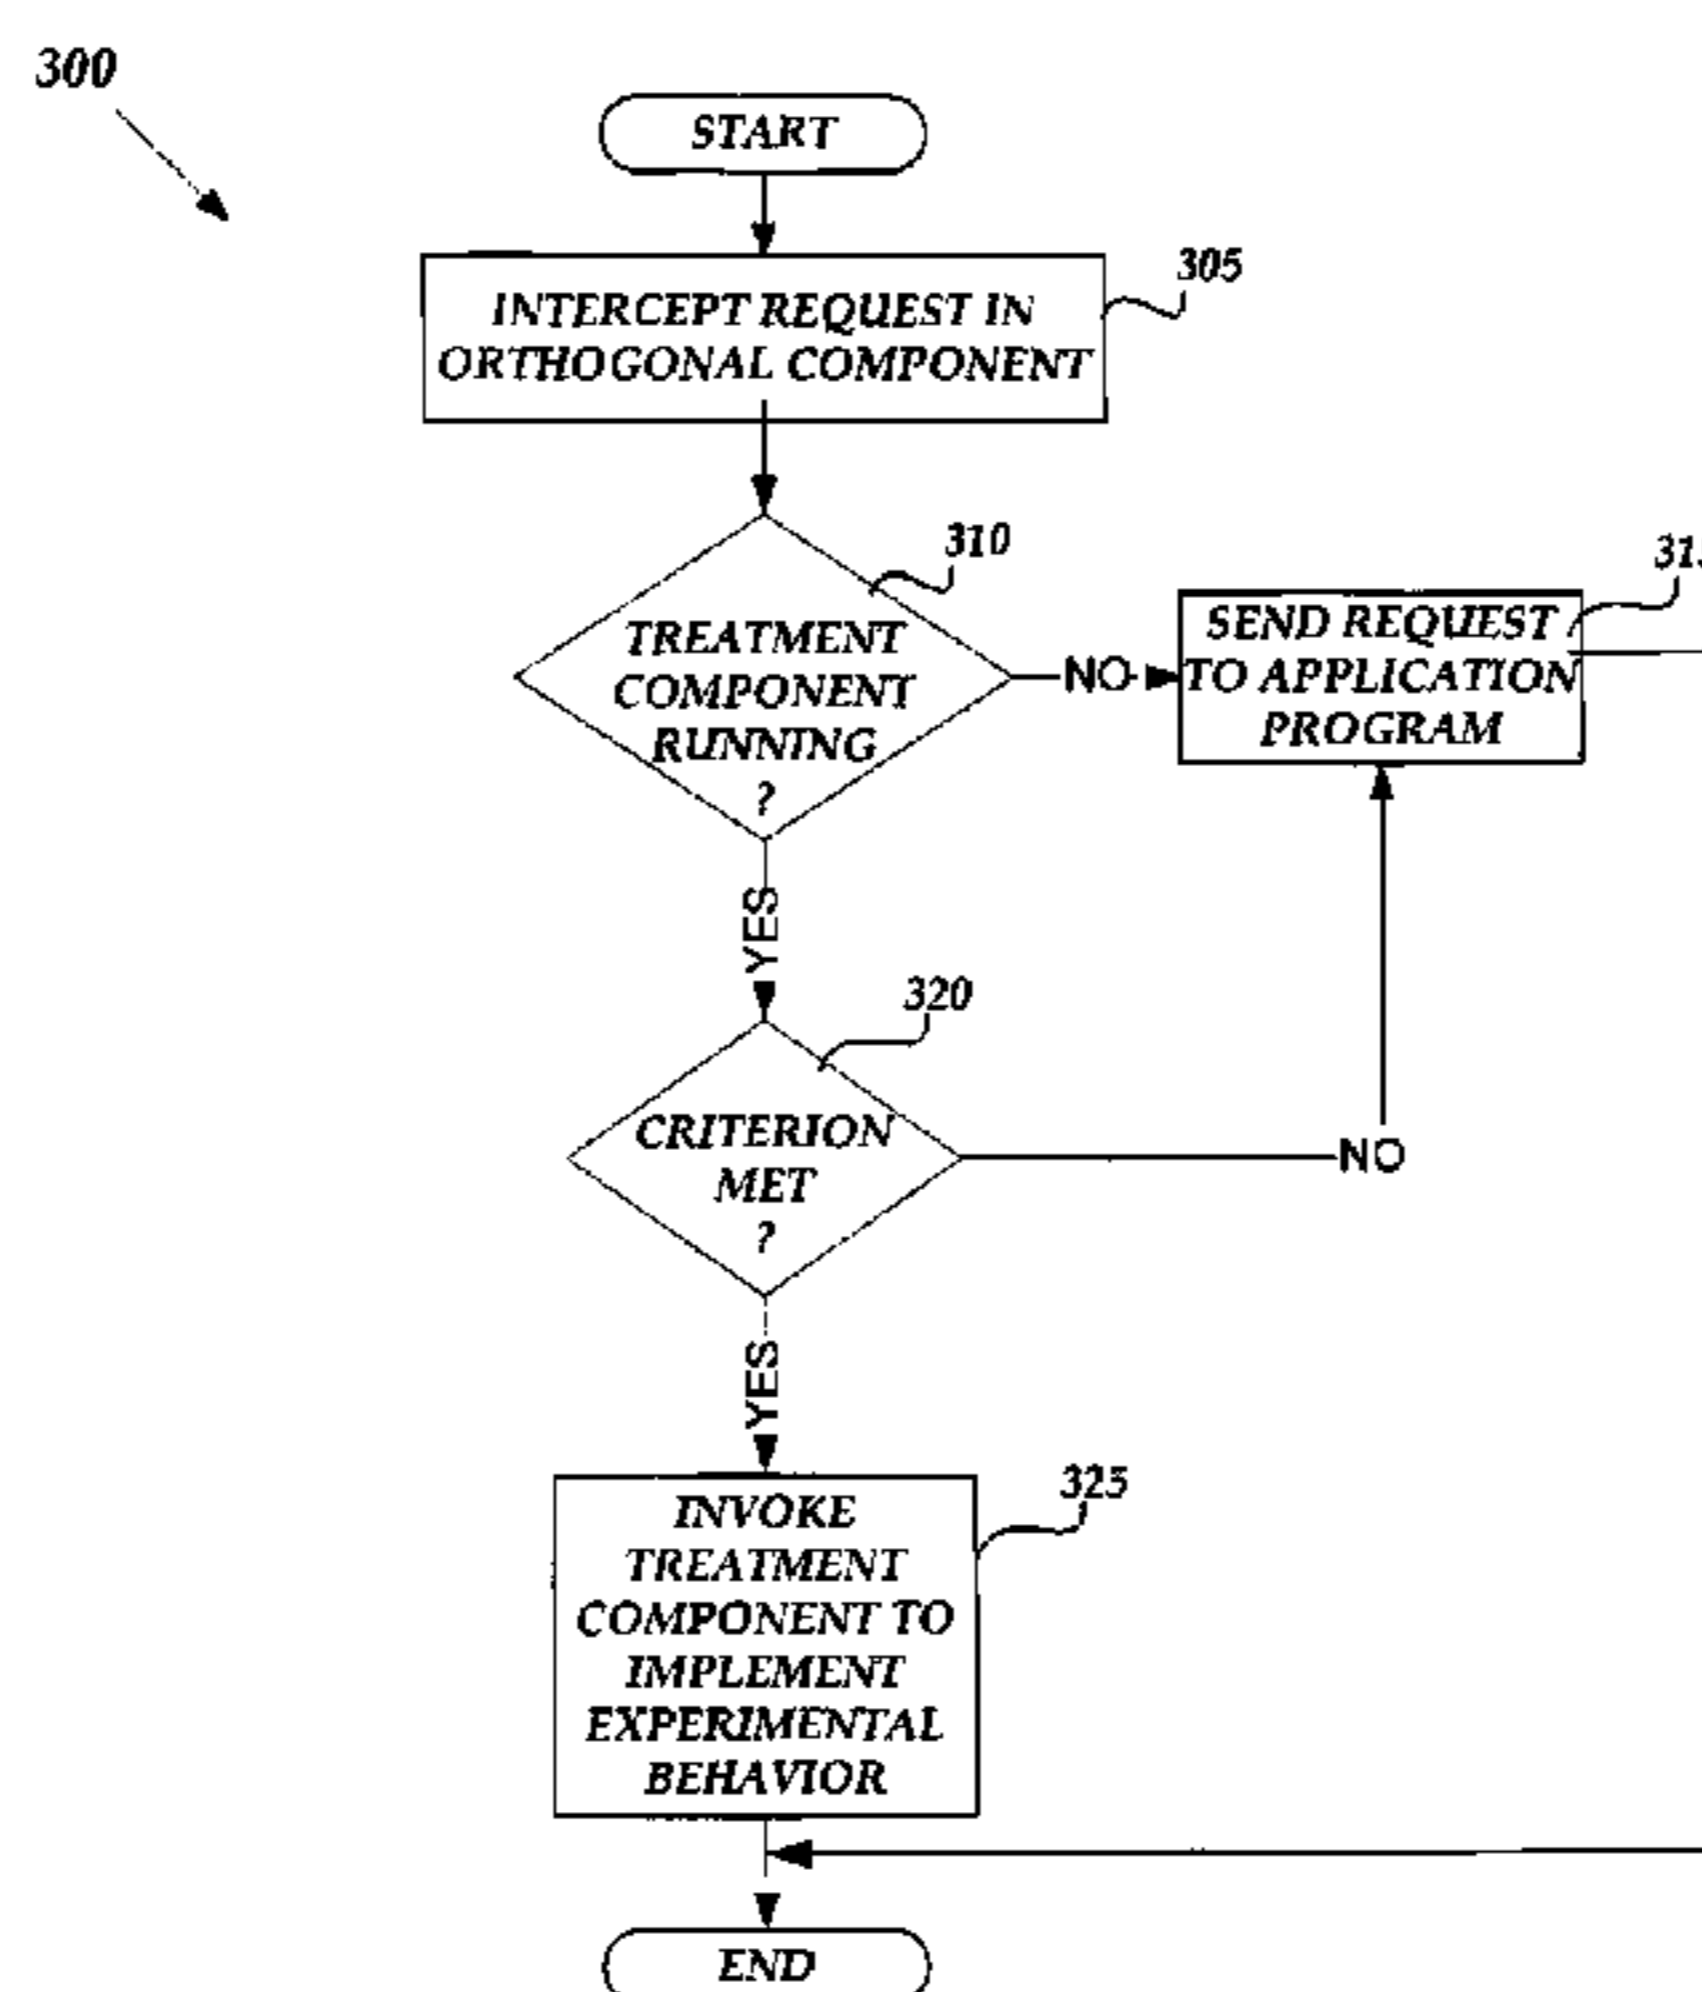 300
START
305
INTERCEPT REQUEST IN
ORTHOGONAL COMPONENT
310
TREATMENT
COMPONENT
RUNNING
?
NO
SEND REQUEST
TO APPLICATION
PROGRAM
YES
320
CRITERION
MET
?
NO
YES
325
INVOKE
TREATMENT
COMPONENT TO
IMPLEMENT
EXPERIMENTAL
BEHAVIOR
END